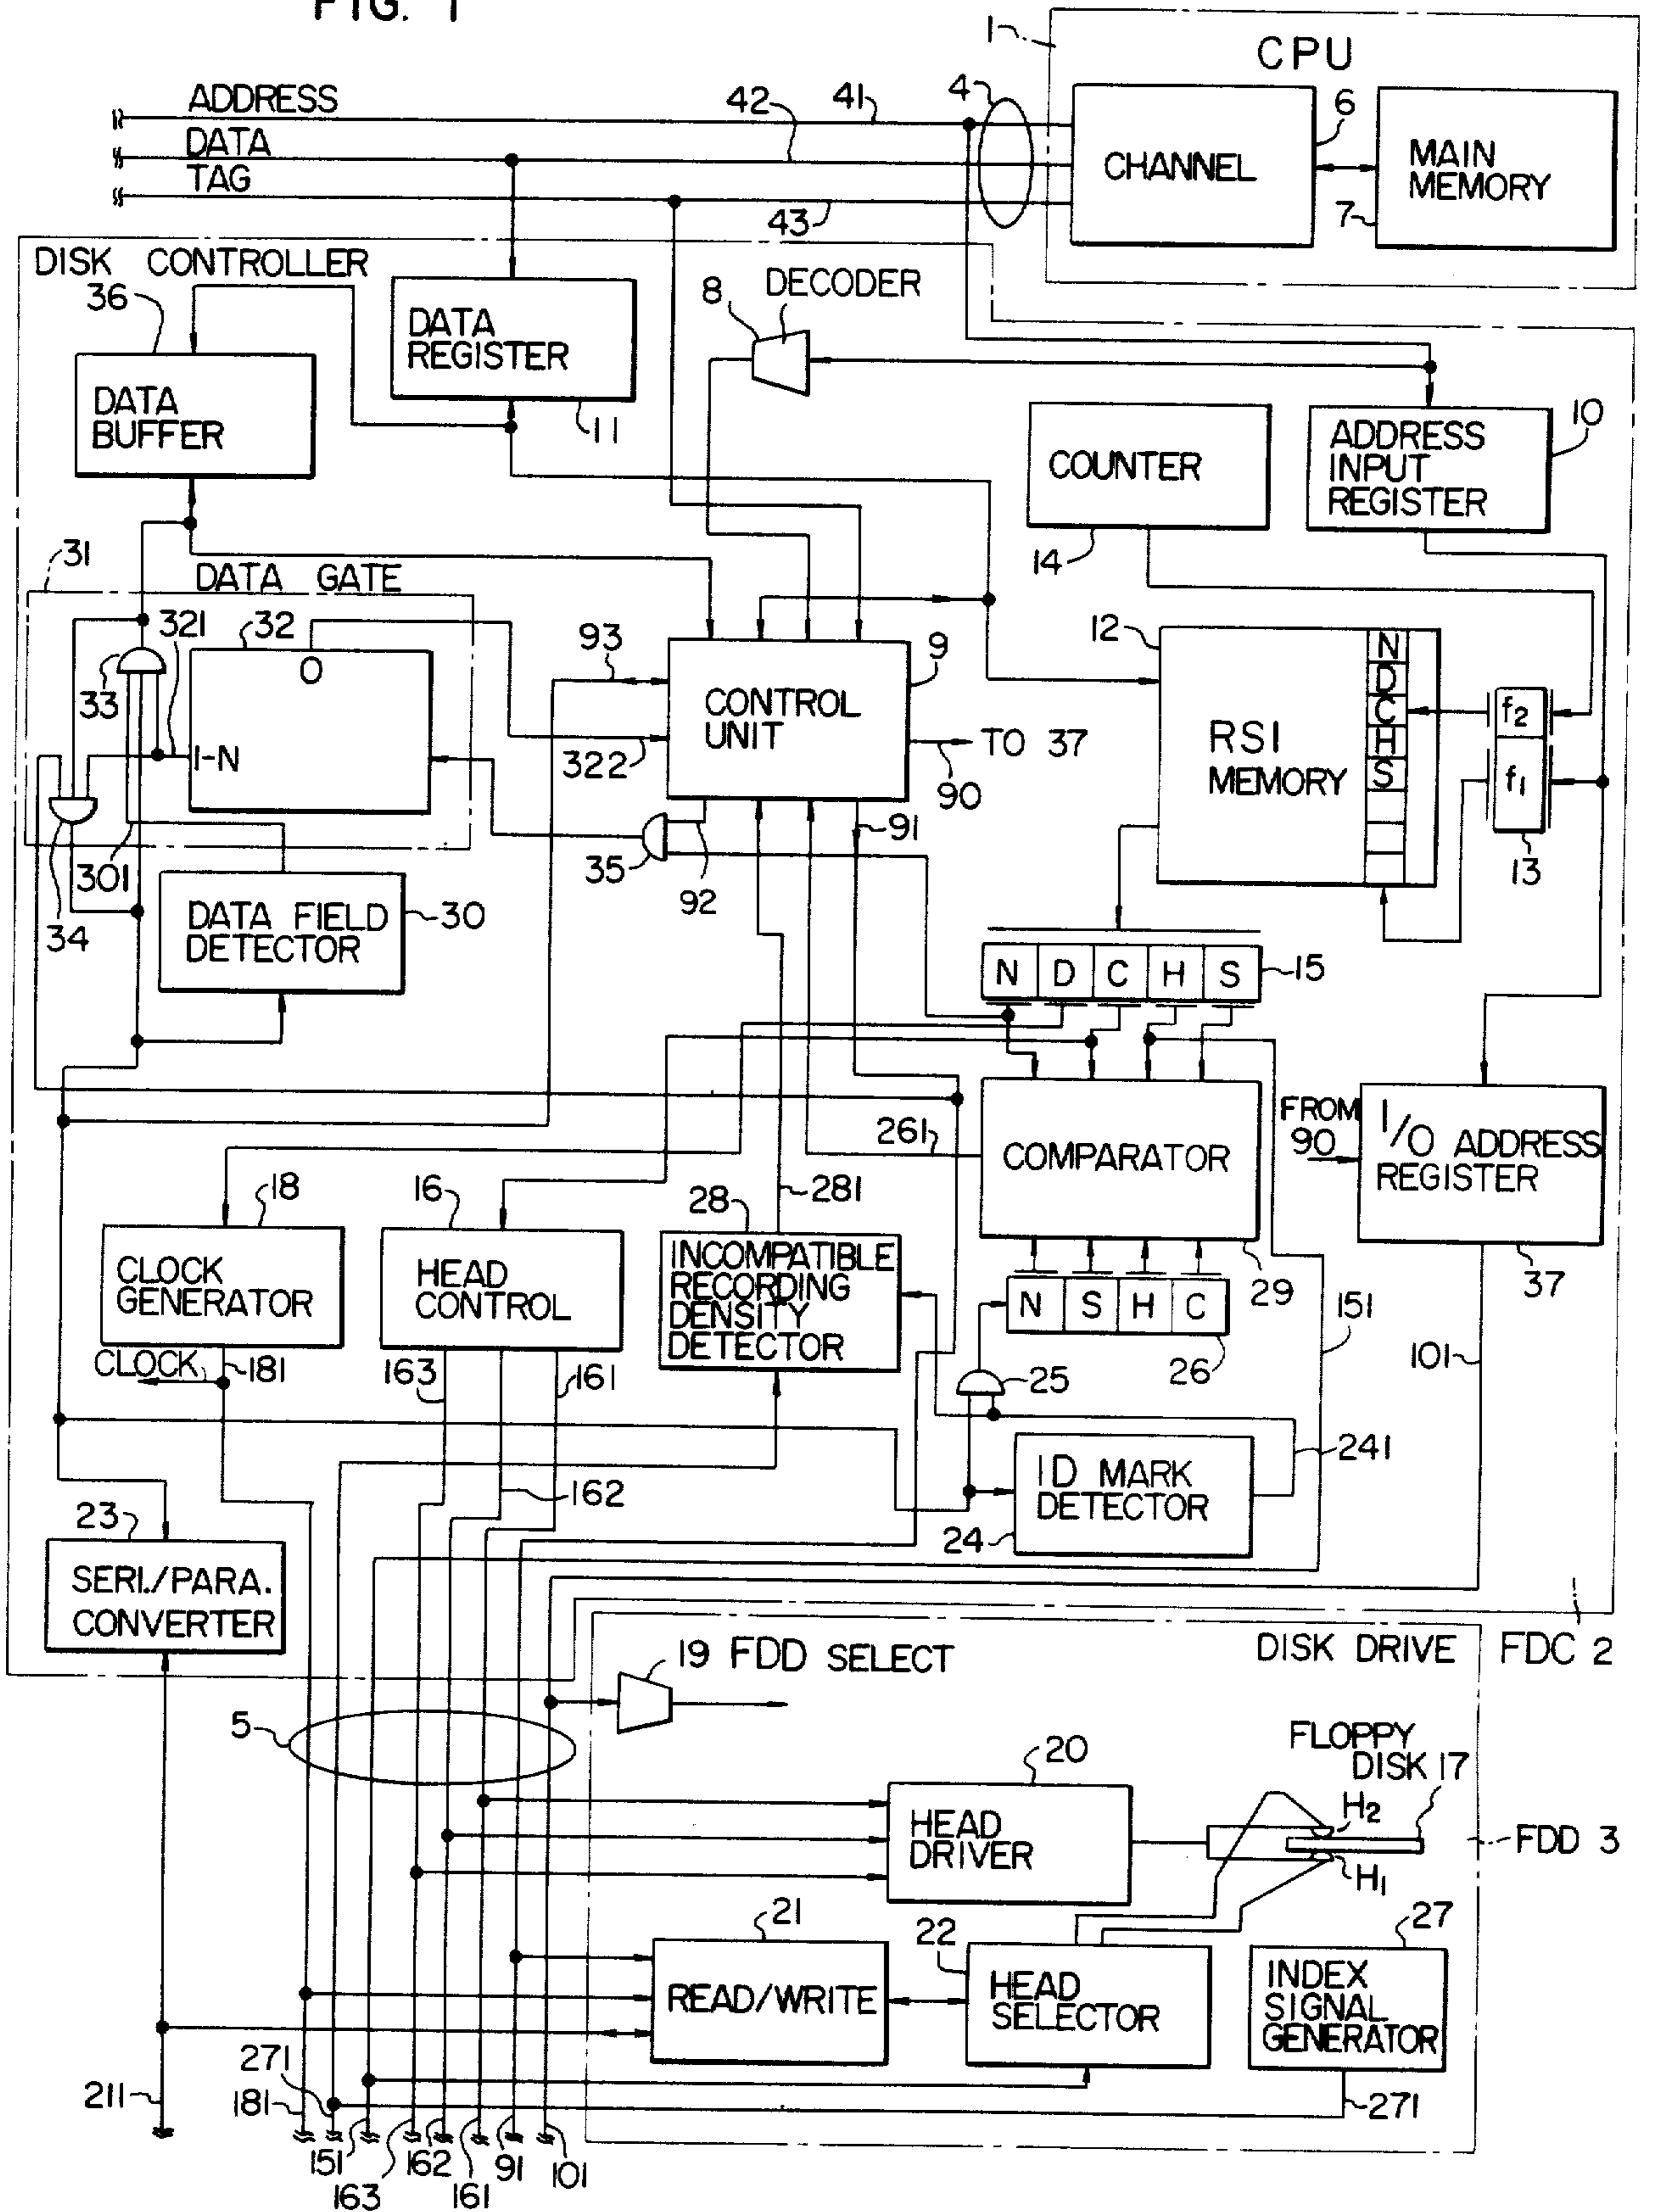 FIG. 1
1
CPU
ADDRESS
42
41
4
6
DATA
CHANNEL
MAIN
MEMORY
TAG
43
7
DISK CONTROLLER
36
8
DECODER
DATA
REGISTER
11
DATA
BUFFER
10
COUNTER
14
ADDRESS
INPUT
REGISTER
31
DATA GATE
321
32
O
33
93
9
12
N
D
C
H
S
CONTROL
UNIT
RSI
MEMORY
f2
f1
1-N
322
TO 37
90
91
34
301
35
92
13
DATA FIELD
DETECTOR
30
N D C H S
15
261
COMPARATOR
FROM
90
I/O ADDRESS
REGISTER
18
16
28
281
CLOCK
GENERATOR
HEAD
CONTROL
INCOMPATIBLE
RECORDING
DENSITY
DETECTOR
29
37
N S H C
151
CLOCK
181
163
161
25
26
101
162
241
ID MARK
DETECTOR
24
23
SERI./PARA.
CONVERTER
19 FDD SELECT
DISK DRIVE
FDC 2
5
20
FLOPPY
DISK 17
H2
HEAD
DRIVER
FDD 3
H1
21
22
27
READ/WRITE
HEAD
SELECTOR
INDEX
SIGNAL
GENERATOR
211
271
181
271
151
163
162
161
91
101